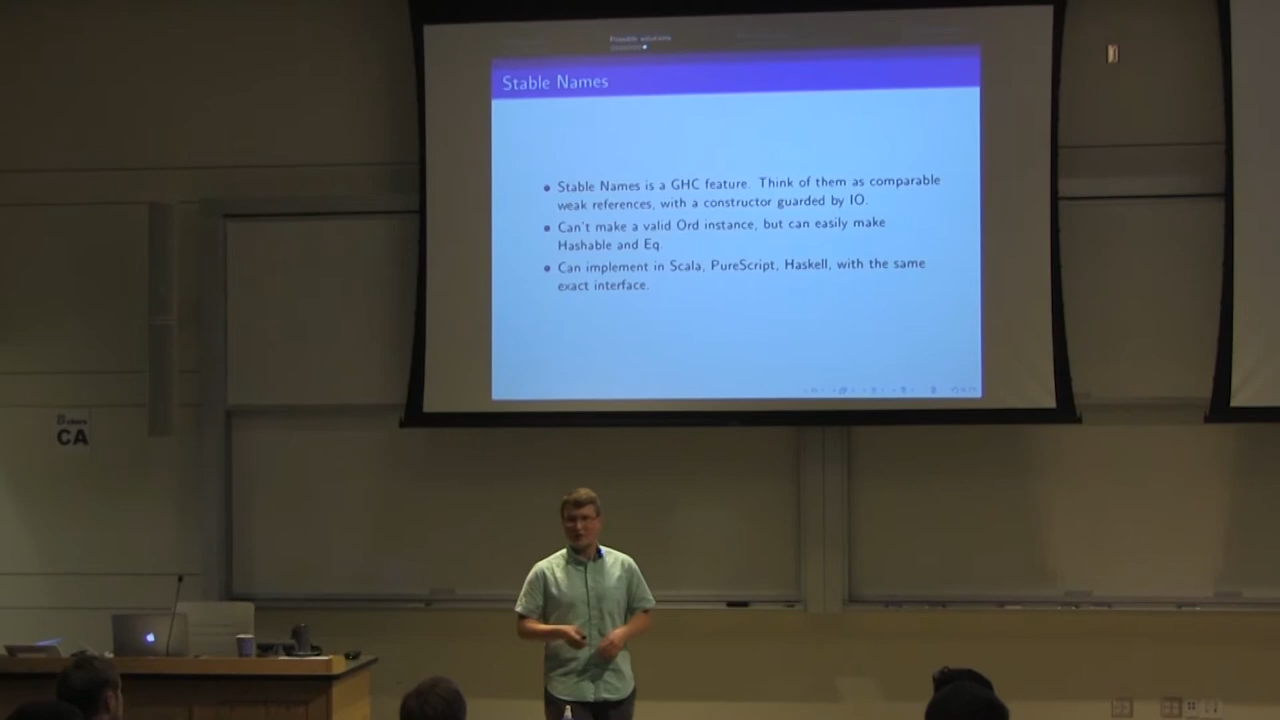 Possible solutions
Stable Names
Stable Names is a GHC feature. Think of them as comparable
weak references, with a constructor guarded by IO.
Can't make a valid Ord instance, but can easily make
Hashable and Eq.
Can implement in Scala, PureScript, Haskell, with the same
exact interface.
CA